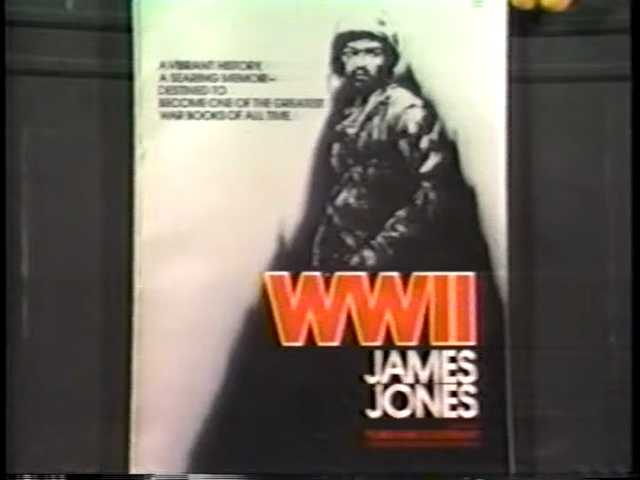 A VIBRANT HISTORY,
A SEARING MEMOIR—
DESTINED TO
BECOME ONE OF THE GREATEST
WAR BOOKS OF ALL TIME.
WWII
JAMES
JONES